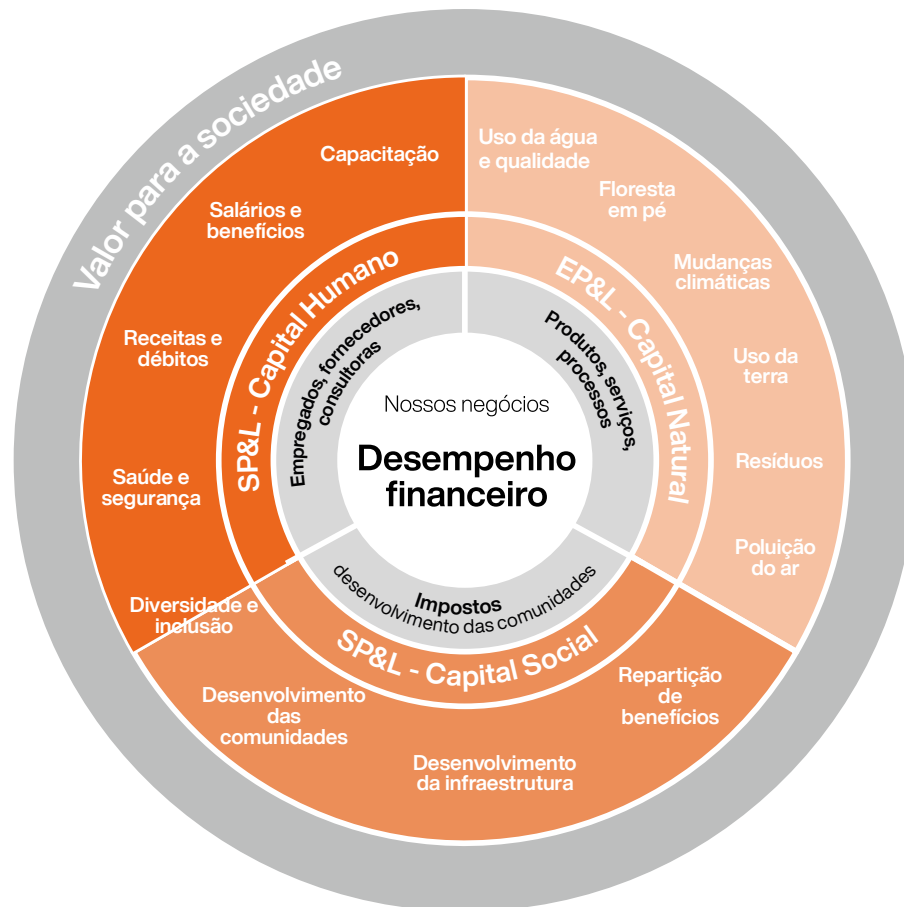 Valor para a sociedade
Capacitação
Salários e
benefícios
Receitas e
débitos
Saúde e
segurança
Diversidade e
inclusão
SP&L - Capital Humano
Empregados, fornecedores,
consultoras
Uso da água
e qualidade
Floresta
em pé
Mudanças
climáticas
Uso da
terra
Resíduos
Poluição
do ar
EP&L - Capital Natural
Produtos, serviços,
processos
Nossos negócios
Desempenho
financeiro
Impostos
desenvolvimento das comunidades
SP&L - Capital Social
Desenvolvimento
das
comunidades
Desenvolvimento
da infraestrutura
Repartição
de
benefícios